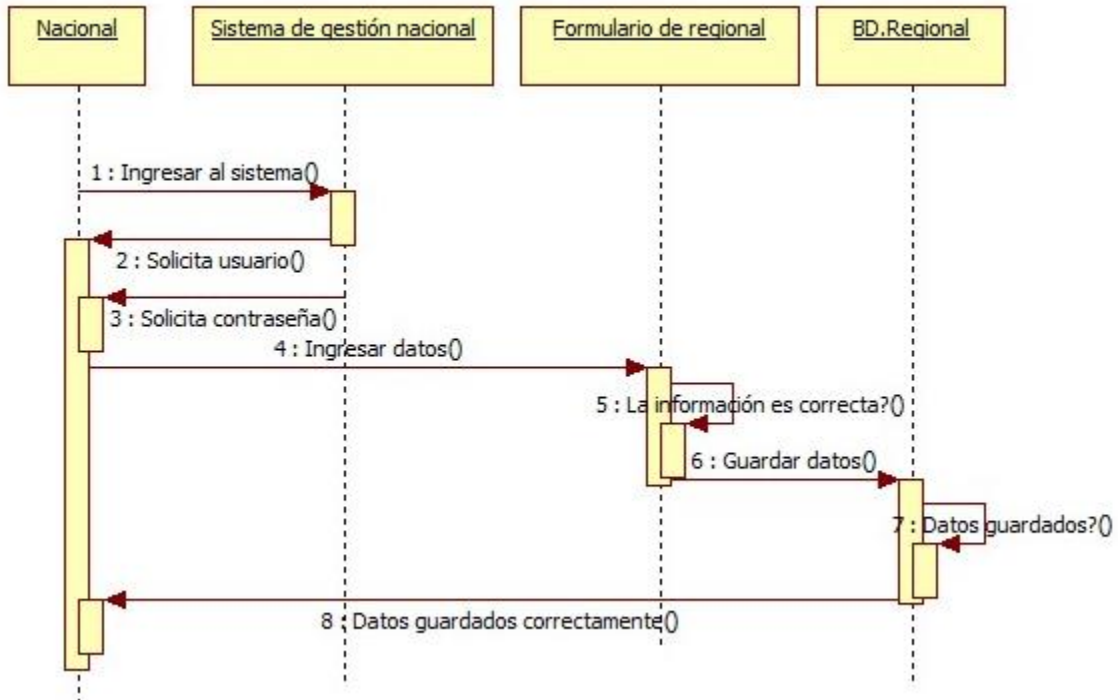 Nacional
Sistema de gestión nacional
Formulario de regional
BD.Regional
1 : Ingresar al sistema()
2 : Solicita usuario()
3 : Solicita contraseña()
4 : Ingresar datos()
5 : La información es correcta?()
6 : Guardar datos()
7 : Datos guardados?()
8 : Datos guardados correctamente()